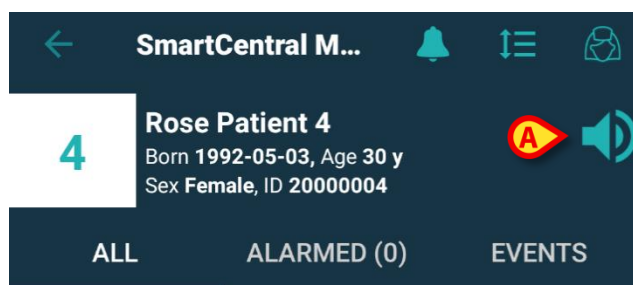 SmartCentral M...
4
Rose Patient 4
Born 1992-05-03, Age 30 y
Sex Female, ID 20000004
A
ALL ALARMED (0) EVENTS